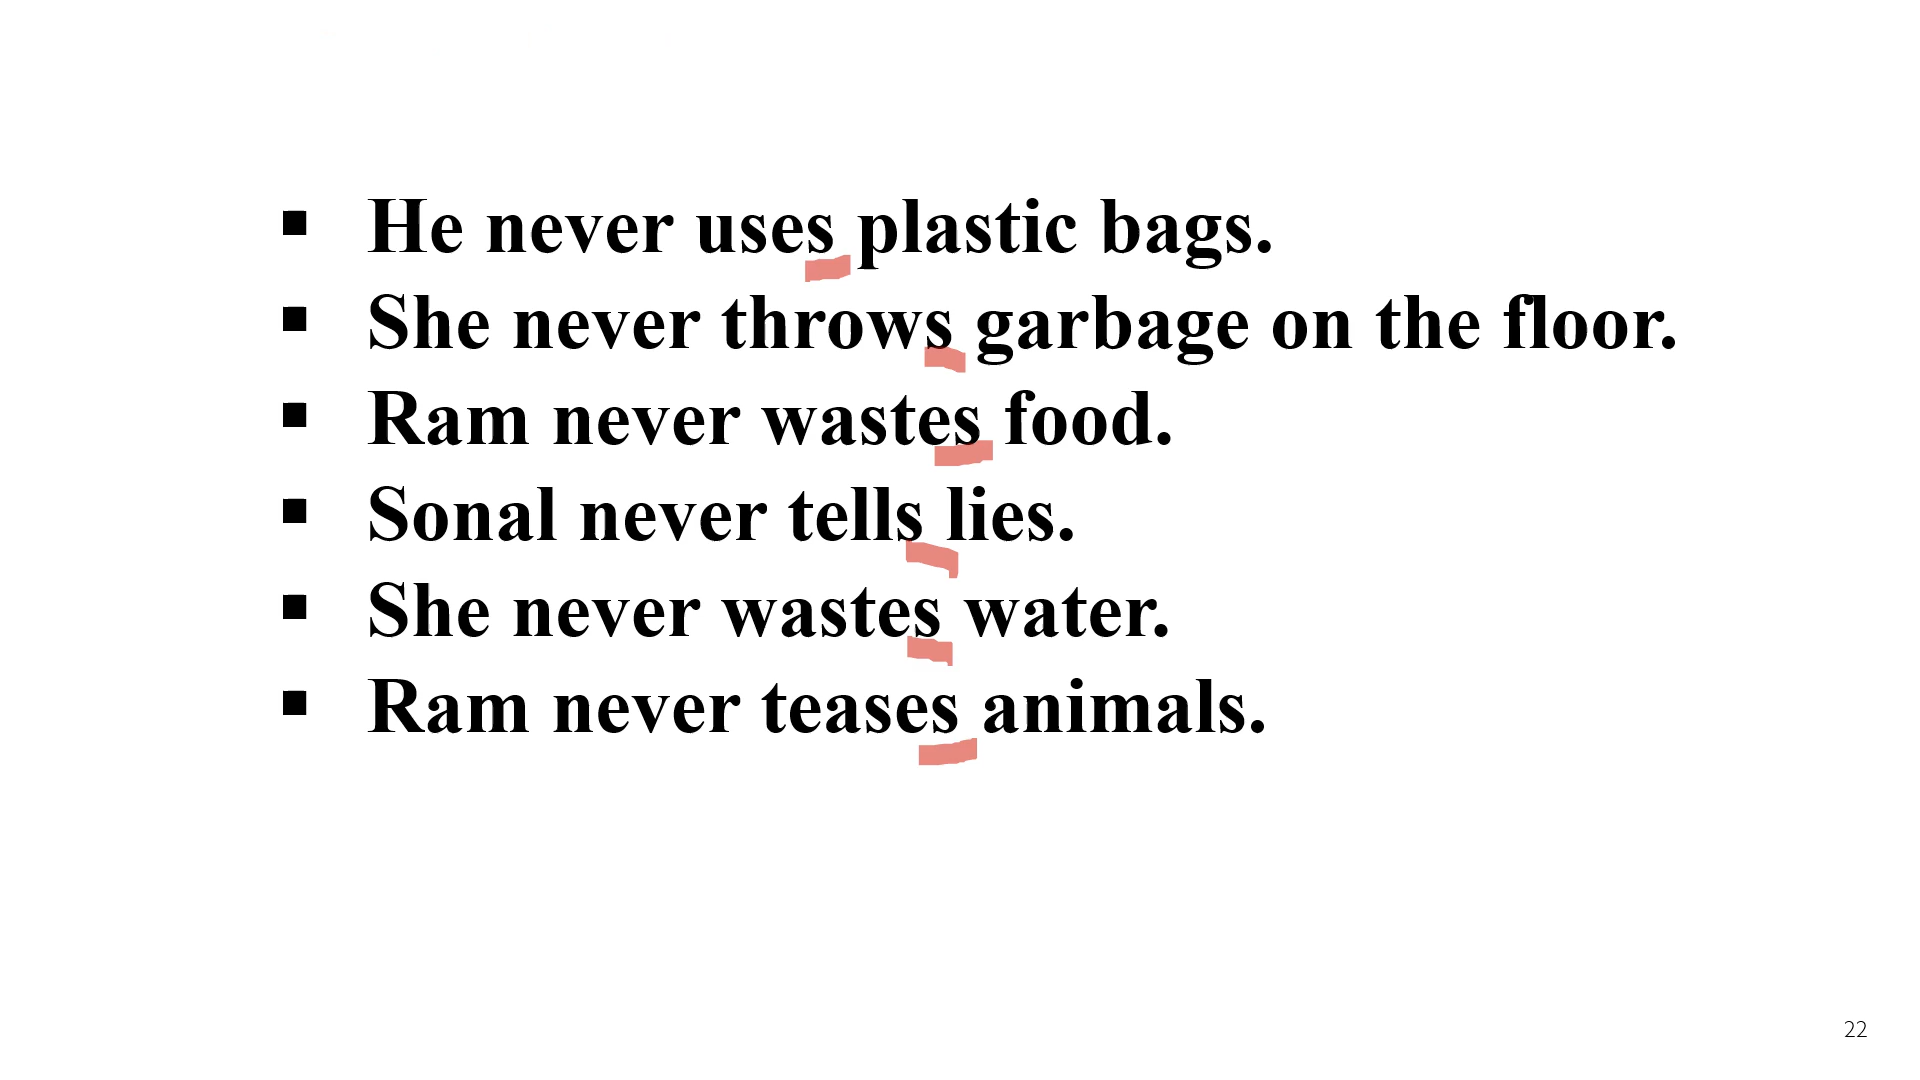 ▪ He never uses plastic bags.
▪ She never throws garbage on the floor.
▪ Ram never wastes food.
▪ Sonal never tells lies.
▪ She never wastes water.
▪ Ram never teases animals.
22